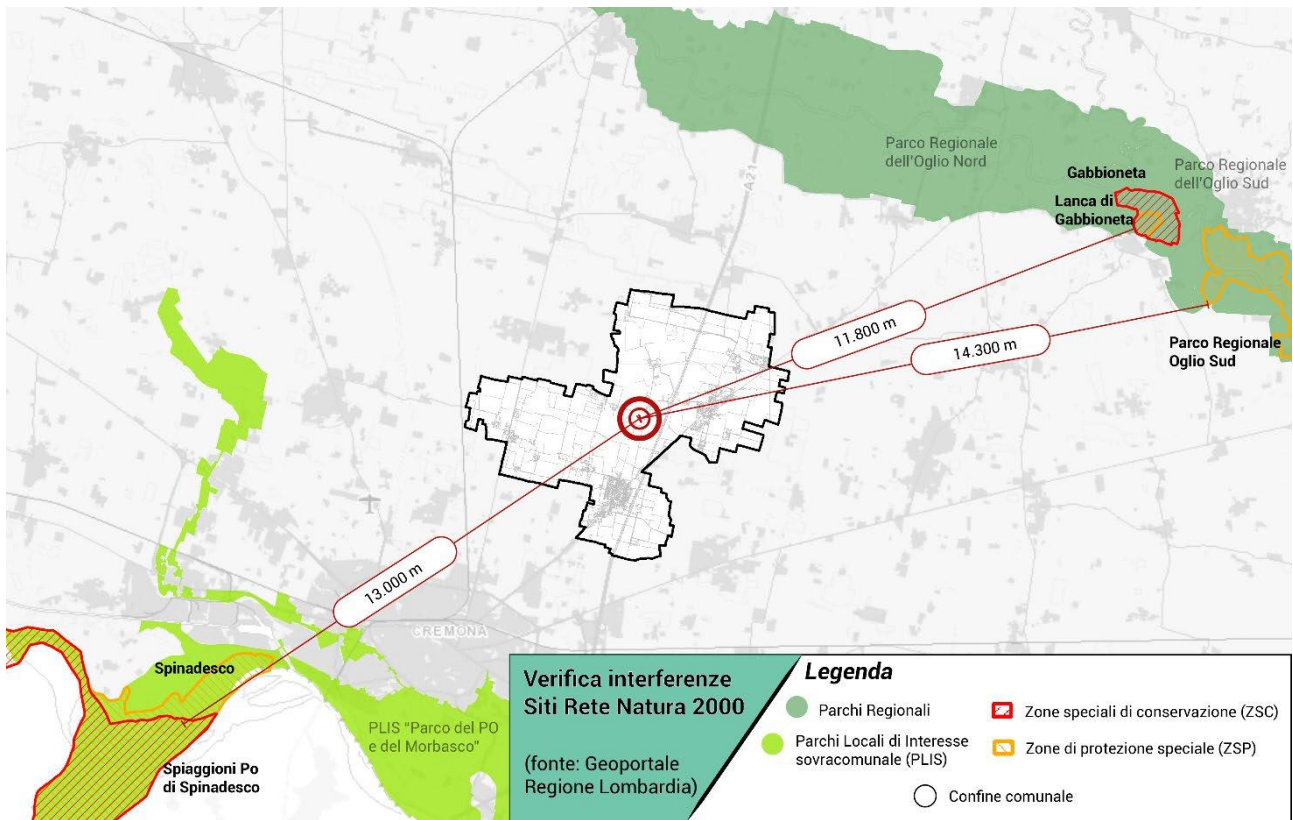 A21
Parco Regionale
dell'Oglio Nord
Gabbioneta
Parco Regionale
dell'Oglio Sud
Lanca di
Gabbioneta
11.800 m
14.300 m
Parco Regionale
Oglio Sud
13.000 m
CREMONA
Spinadesco
PLIS "Parco del PO
e del Morbasco"
Spiaggioni Po
di Spinadesco
Verifica interferenze
Siti Rete Natura 2000
(fonte: Geoportale
Regione Lombardia)
Legenda
Parchi Regionali
Parchi Locali di Interesse
sovracomunale (PLIS)
Zone speciali di conservazione (ZSC)
Zone di protezione speciale (ZSP)
Confine comunale